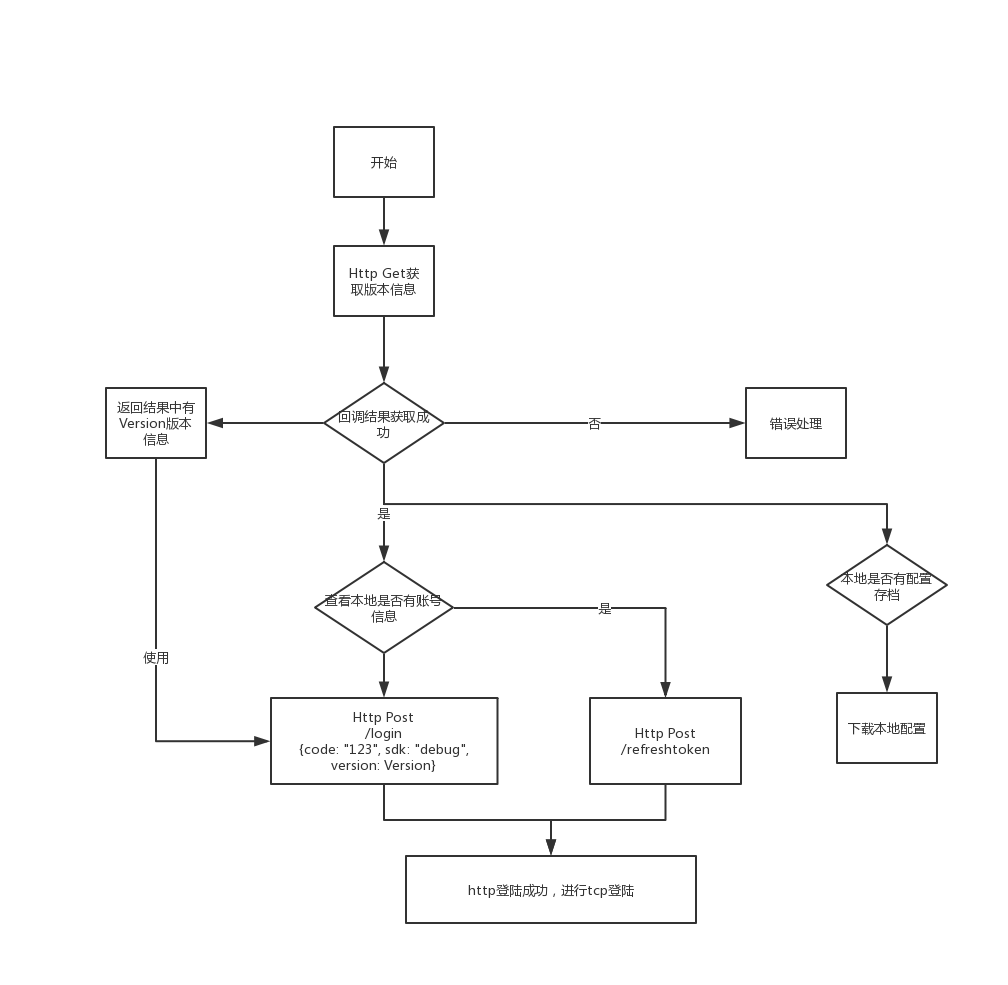 开始
Http Get获
取版本信息
返回结果中有
Version版本
信息
回调结果获取成
功
否
错误处理
是
本地是否有配置
存档
查看本地是否有账号
信息
是
使用
Http Post
/login
{code: "123", sdk: "debug",
version: Version}
Http Post
/refreshtoken
下载本地配置
http登陆成功，进行tcp登陆